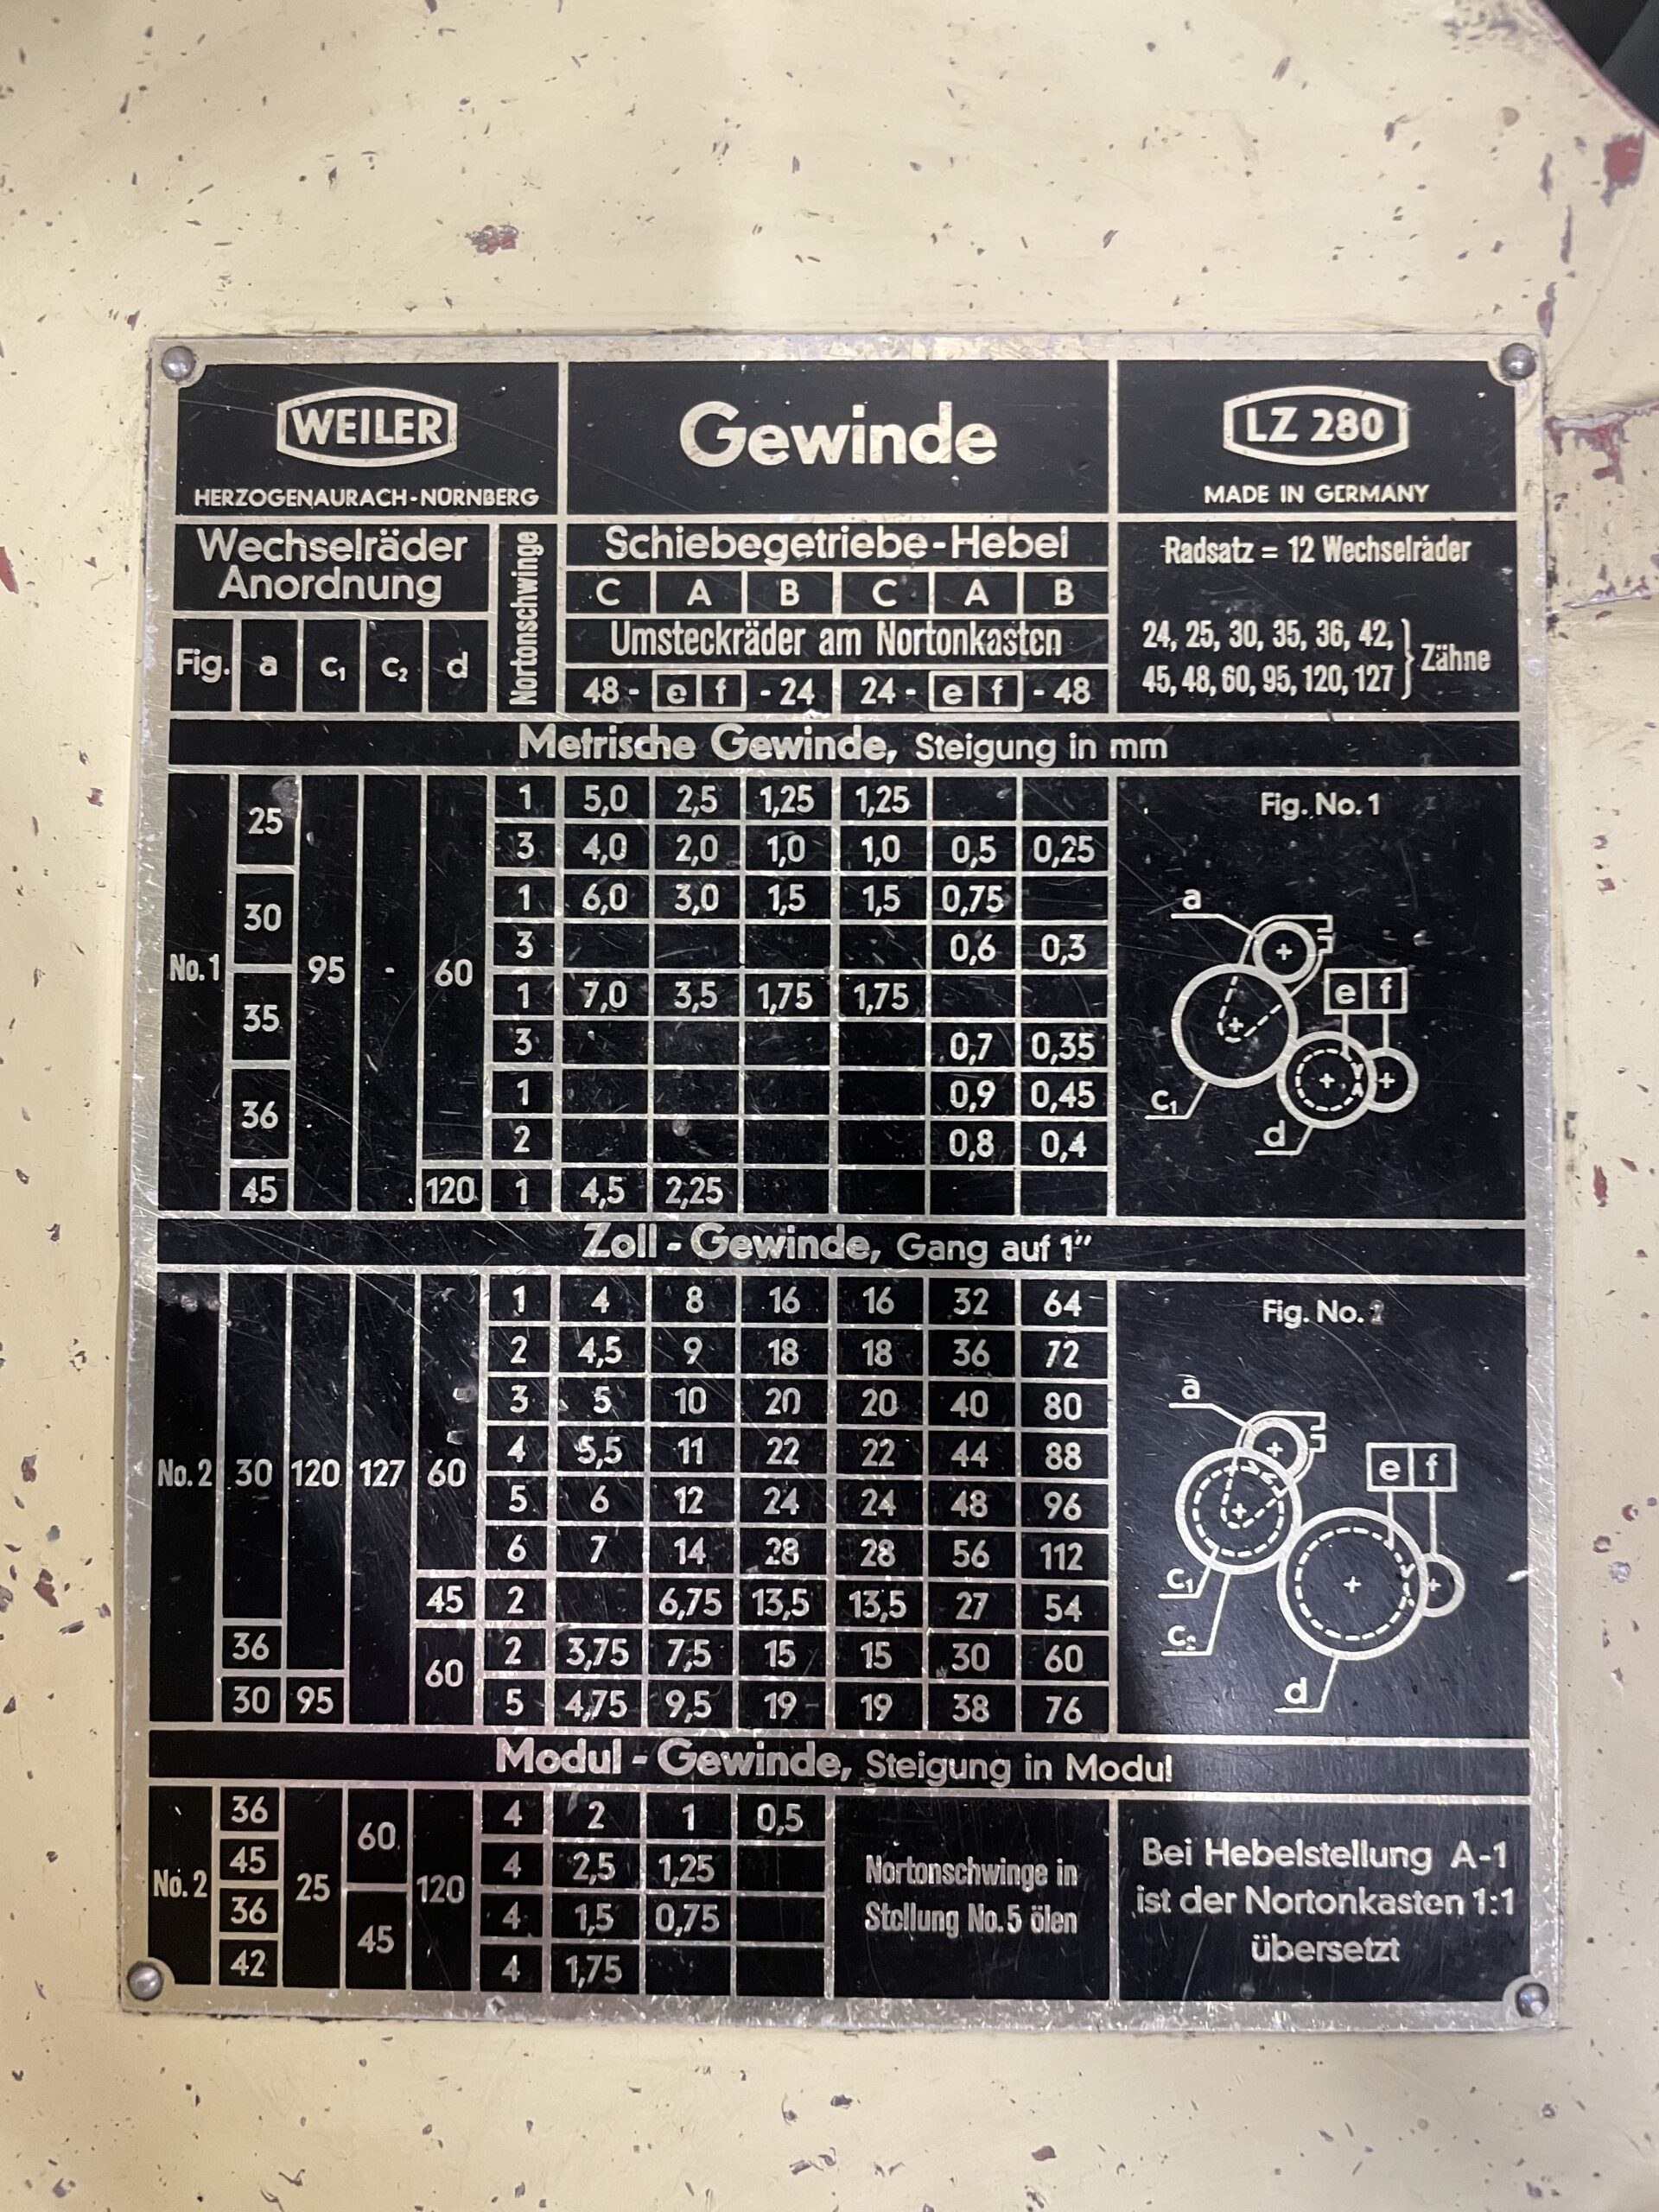 WEILER
HERZOGENAURACH-NÜRNBERG
Gewinde
LZ 280
MADE IN GERMANY
Wechselräder
Anordnung
Nortonschwinge
Schiebegetriebe-Hebel
C A B C A B
Umsteckräder am Nortonkasten
Fig. a c₁ c₂ d
48 - e f - 24 24 - e f - 48
Radsatz = 12 Wechselräder
24, 25, 30, 35, 36, 42,
45, 48, 60, 95, 120, 127
Zähne
Metrische Gewinde, Steigung in mm
No.1 95 - 60
25 1 5,0 2,5 1,25 1,25
3 4,0 2,0 1,0 1,0 0,5 0,25
30 1 6,0 3,0 1,5 1,5 0,75
3 0,6 0,3
35 1 7,0 3,5 1,75 1,75
3 0,7 0,35
36 1 0,9 0,45
2 0,8 0,4
45 120 1 4,5 2,25
Fig. No. 1
a
e f
c₁
d
Zoll - Gewinde, Gang auf 1"
No.2 30 120 127 60
1 4 8 16 16 32 64
2 4,5 9 18 18 36 72
3 5 10 20 20 40 80
4 5,5 11 22 22 44 88
5 6 12 24 24 48 96
6 7 14 28 28 56 112
45 2 6,75 13,5 13,5 27 54
36 60 2 3,75 7,5 15 15 30 60
30 95 5 4,75 9,5 19 19 38 76
Fig. No. 2
a
e f
c₁
c₂
d
Modul - Gewinde, Steigung in Modul
No. 2 25 120
36 60 4 2 1 0,5
45 4 2,5 1,25
36 45 4 1,5 0,75
42 4 1,75
Nortonschwinge in
Stellung No. 5 ölen
Bei Hebelstellung A-1
ist der Nortonkasten 1:1
übersetzt